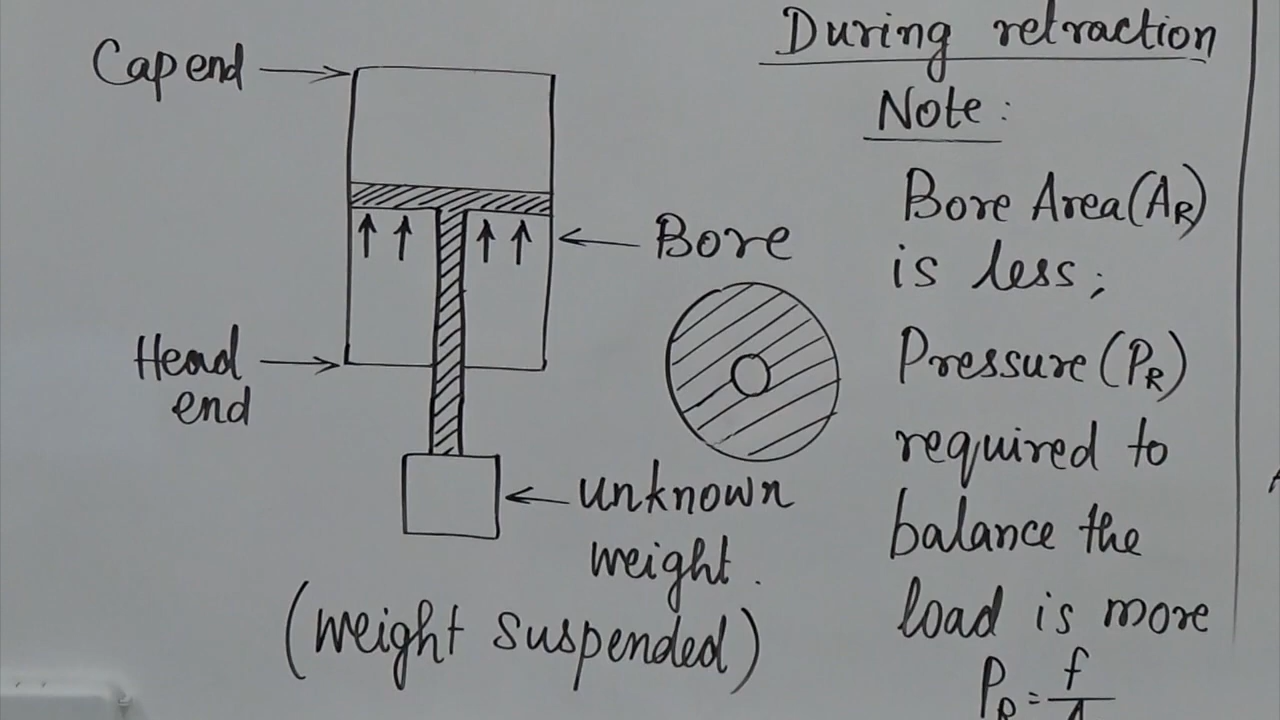 Cap end
Head
end
Bore
unknown
weight.
(weight suspended)
During retraction
Note:
Bore Area (AR)
is less;
Pressure (PR)
required to
balance the
load is more
PR = f